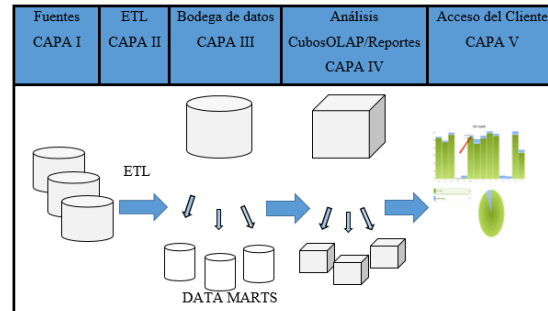 Fuentes
CAPA I
ETL
CAPA II
Bodega de datos
CAPA III
Análisis
CubosOLAP/Reportes
CAPA IV
Acceso del Cliente
CAPA V
ETL
DATA MARTS